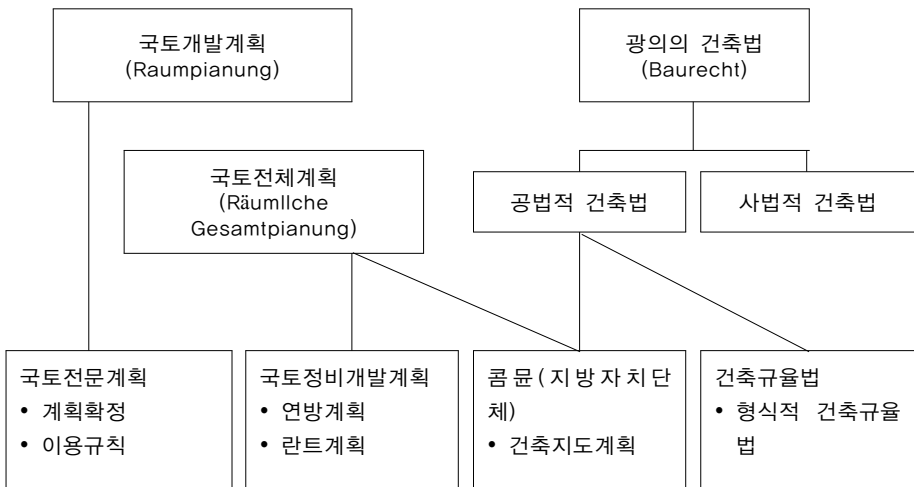 국토개발계획
(Raumpianung)
광의의 건축법
(Baurecht)
국토전체계획
(Räumllche
Gesamtpianung)
공법적 건축법
사법적 건축법
국토전문계획
• 계획확정
• 이용규칙
국토정비개발계획
• 연방계획
• 란트계획
콤뮨(지방자치단
체)
• 건축지도계획
건축규율법
• 형식적 건축규율
법